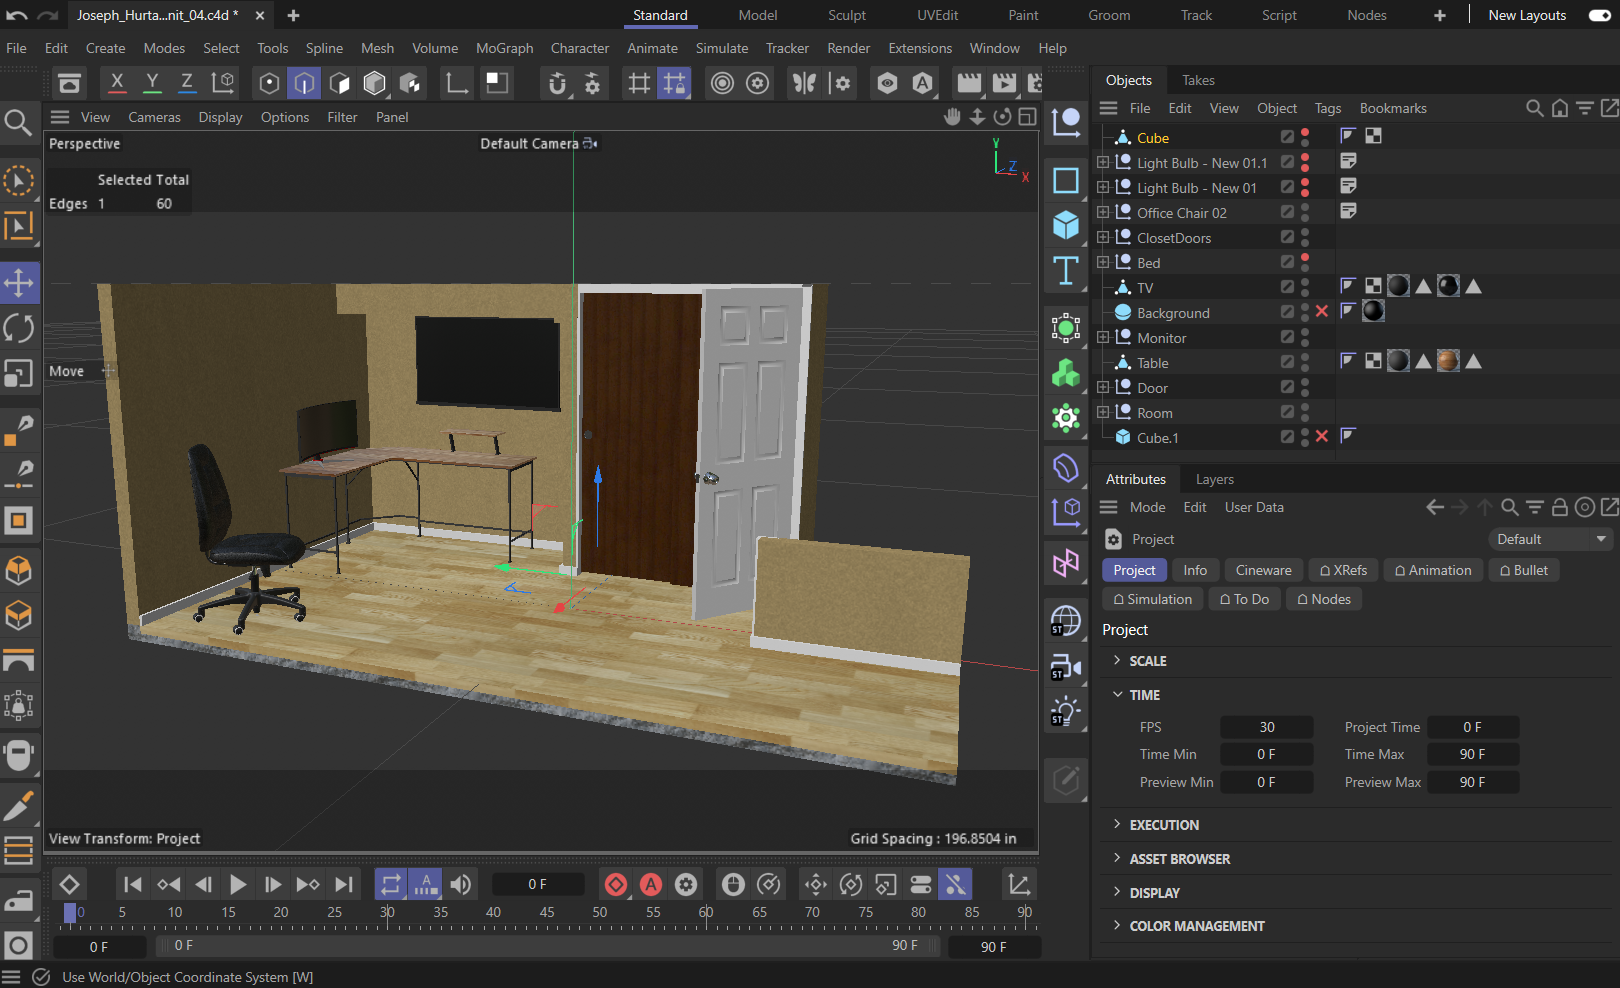 Joseph_Hurta...nit_04.c4d *
Standard Model Sculpt UVEdit Paint Groom Track Script Nodes New Layouts
File Edit Create Modes Select Tools Spline Mesh Volume MoGraph Character Animate Simulate Tracker Render Extensions Window Help
X Y Z
View Cameras Display Options Filter Panel
Perspective
Default Camera
Y
Z
X
Selected Total
Edges 1 60
Move
View Transform: Project
Grid Spacing : 196.8504 in
ST
ST
ST
Objects Takes
File Edit View Object Tags Bookmarks
Cube
Light Bulb - New 01.1
Light Bulb - New 01
Office Chair 02
ClosetDoors
Bed
TV
Background
Monitor
Table
Door
Room
Cube.1
Attributes Layers
Mode Edit User Data
Project Default
Project Info Cineware XRefs Animation Bullet
Simulation To Do Nodes
Project
SCALE
TIME
FPS 30 Project Time 0 F
Time Min 0 F Time Max 90 F
Preview Min 0 F Preview Max 90 F
EXECUTION
ASSET BROWSER
DISPLAY
COLOR MANAGEMENT
A 0 F A
0 5 10 15 20 25 30 35 40 45 50 55 60 65 70 75 80 85 90
0 F 0 F 90 F 90 F
Use World/Object Coordinate System [W]